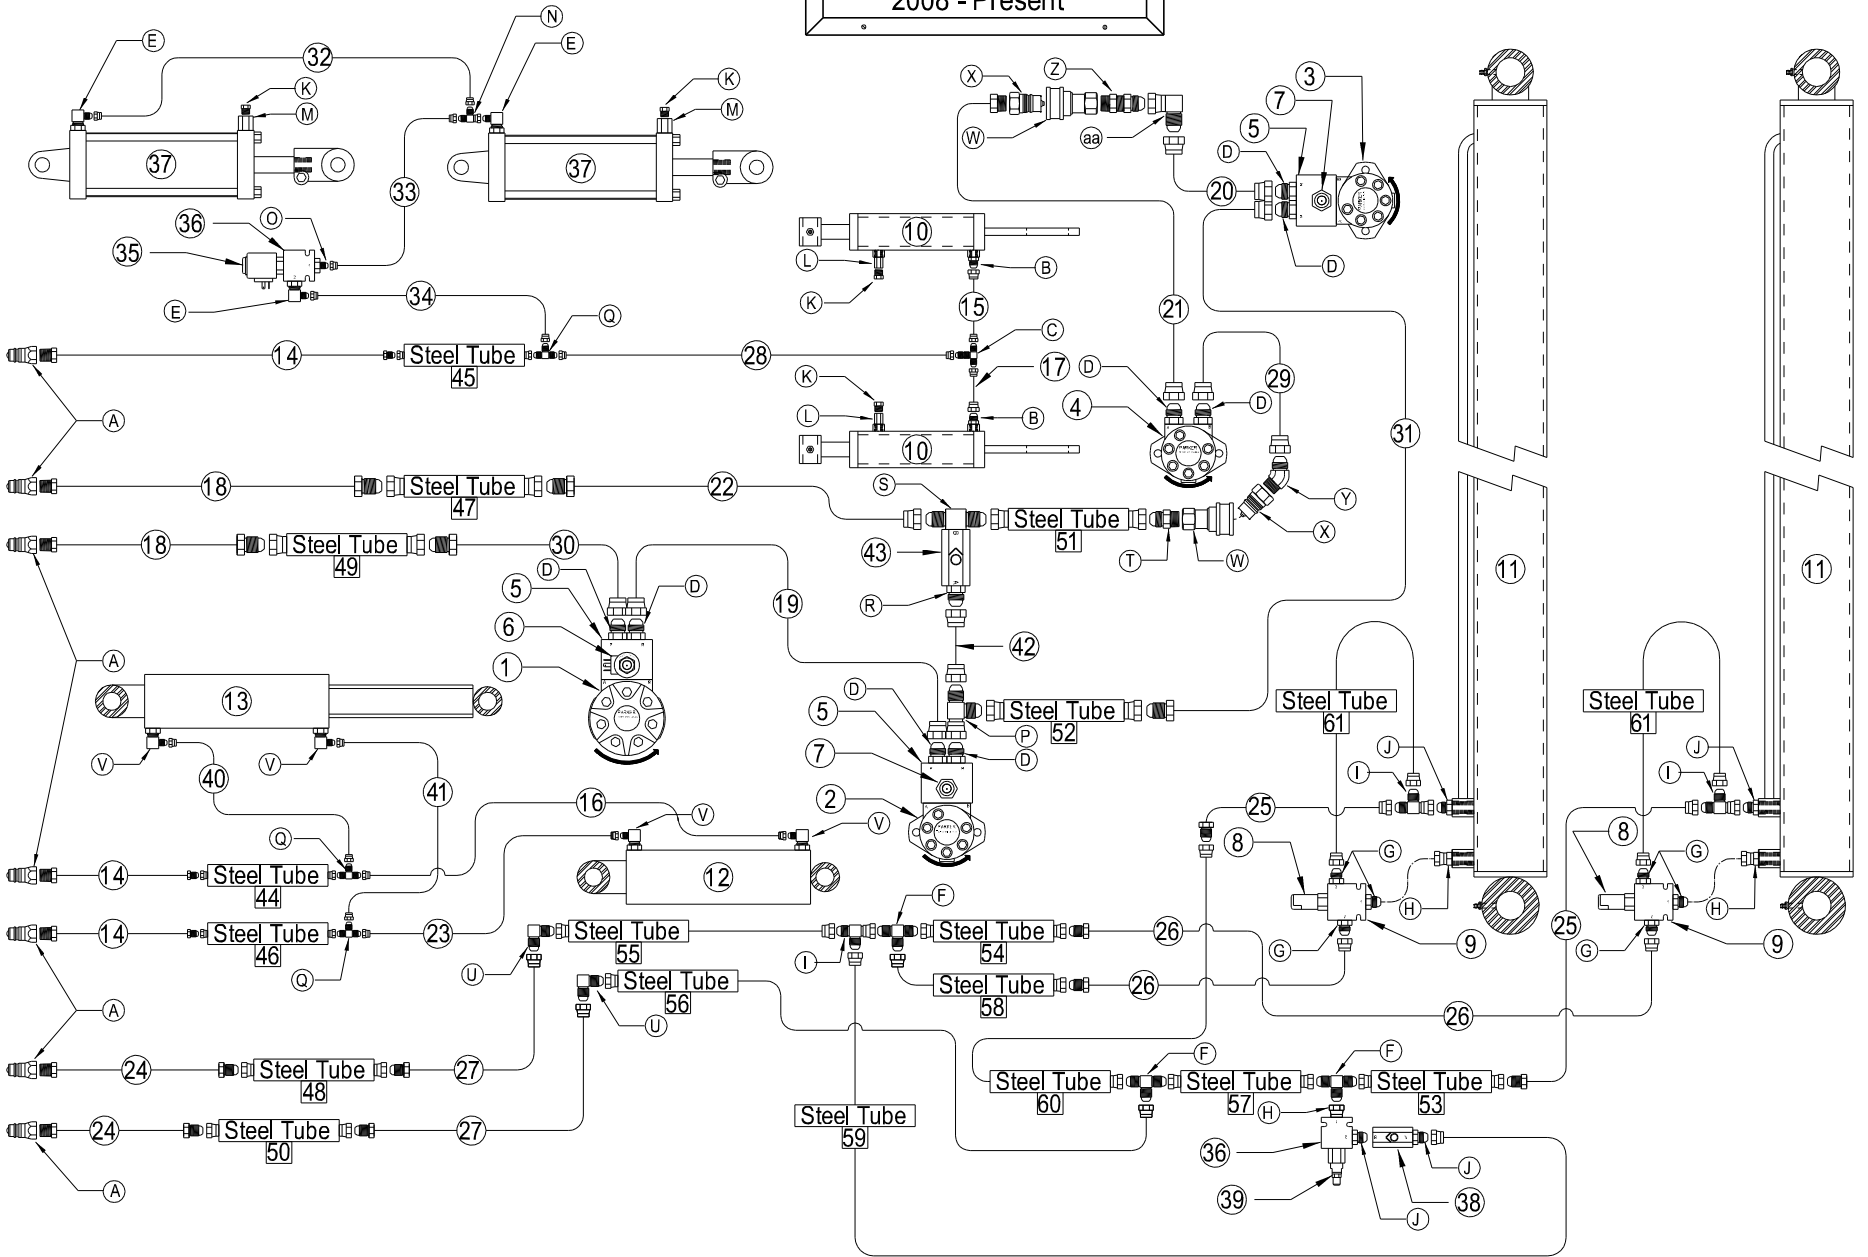 2008 - Present
E
32
N
E
K
M
K
M
37
37
33
O
36
35
E
34
Q
X
Z
W
aa
3
7
5
D
20
D
10
L
K
B
15
21
C
14
Steel Tube
45
28
17
K
L
B
10
D
4
D
29
31
A
18
Steel Tube
47
22
S
Steel Tube
51
Y
X
W
T
18
Steel Tube
49
30
D
D
5
6
1
19
43
R
42
11
11
A
13
V
V
40
41
D
5
7
2
P
D
Steel Tube
52
Steel Tube
61
Steel Tube
61
J
I
J
I
16
V
V
12
25
8
G
8
G
H
H
G
9
G
9
25
Q
14
Steel Tube
44
14
Steel Tube
46
23
Q
U
Steel Tube
55
I
F
Steel Tube
54
26
Steel Tube
56
U
Steel Tube
58
26
26
A
24
Steel Tube
48
27
24
Steel Tube
50
27
A
Steel Tube
59
F
F
Steel Tube
60
Steel Tube
57
Steel Tube
53
H
36
39
J
J
38